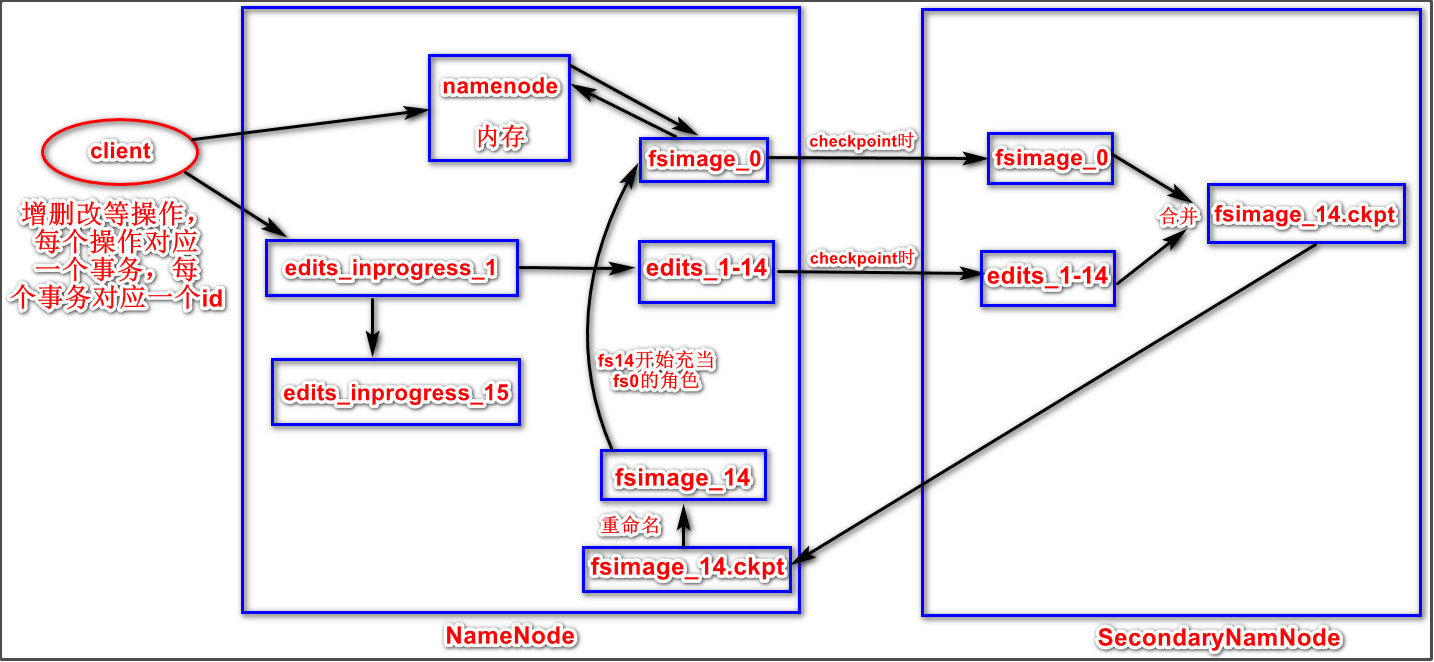 namenode
内存
client
增删改等操作，
每个操作对应
一个事务，每
个事务对应一个id
fsimage_0
checkpoint时
fsimage_0
合并
fsimage_14.ckpt
edits_inprogress_1
edits_1-14
checkpoint时
edits_1-14
edits_inprogress_15
fs14开始充当
fs0的角色
fsimage_14
重命名
fsimage_14.ckpt
NameNode
SecondaryNamNode